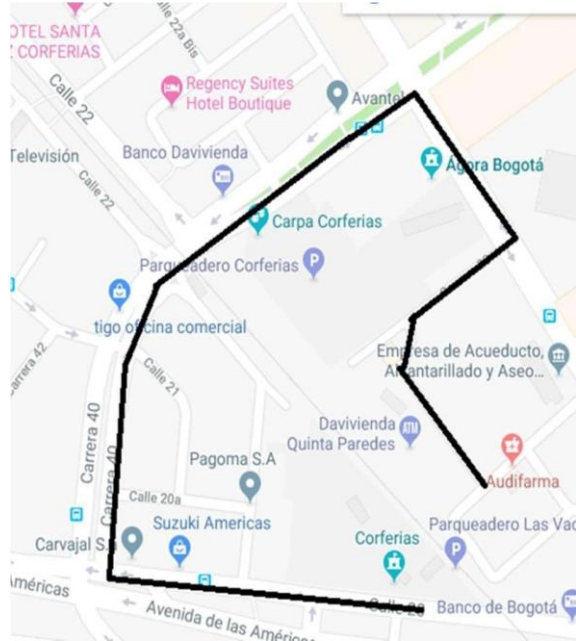 OTEL SANTA
Z CORFERIAS
Calle 22a Bis
Calle 22
Regency Suites
Hotel Boutique
Avantel
Televisión
Banco Davivienda
Ágora Bogotá
Calle 22
Carpa Corferias
Parqueadero Corferias
tigo oficina comercial
Carrera 42
Empresa de Acueducto,
Alcantarillado y Aseo...
Calle 21
Carrera 40
Carrera 40
Davivienda
Quinta Paredes
Pagoma S.A
Audifarma
Calle 20a
Suzuki Americas
Carvajal S.
Corferias
Parqueadero Las Vac
Américas
Avenida de las Améric
Calle 20
Banco de Bogotá